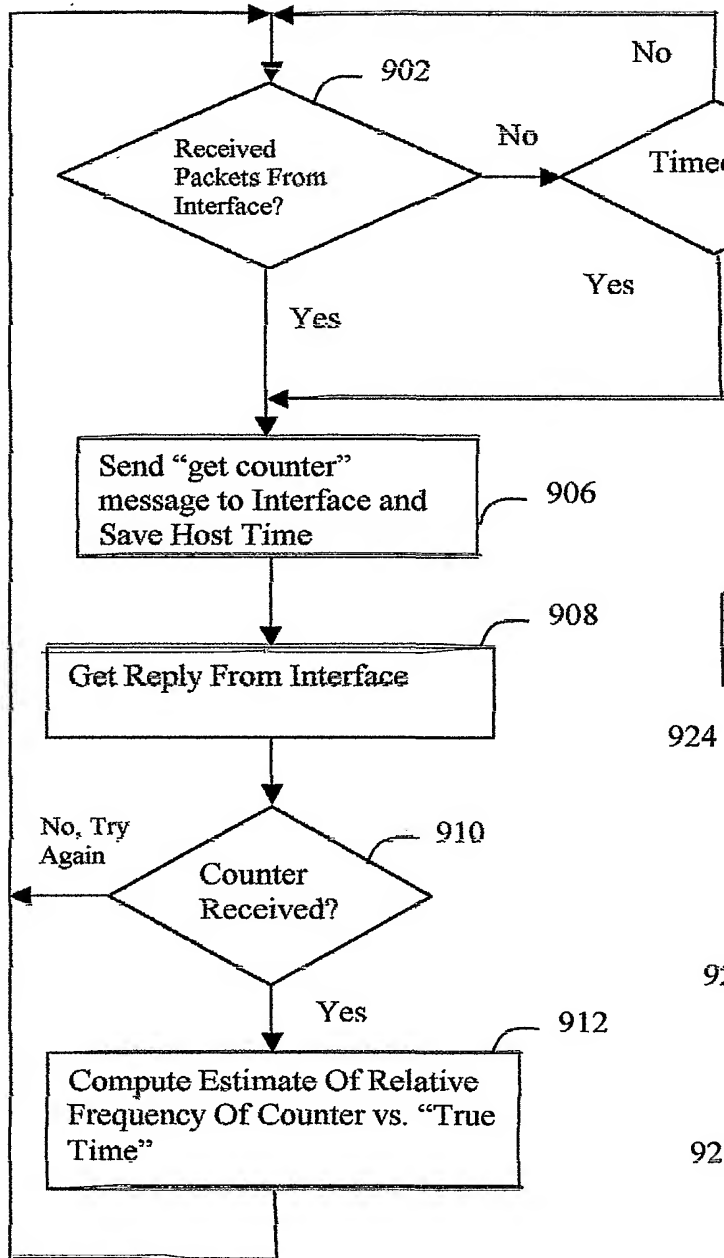 No
902
Received
Packets From
Interface?
No
Yes
Yes
Send “get counter”
message to Interface and
Save Host Time
906
908
Get Reply From Interface
924
No, Try
Again
910
Counter
Received?
Yes
912
Compute Estimate Of Relative
Frequency Of Counter vs. “True
Time”